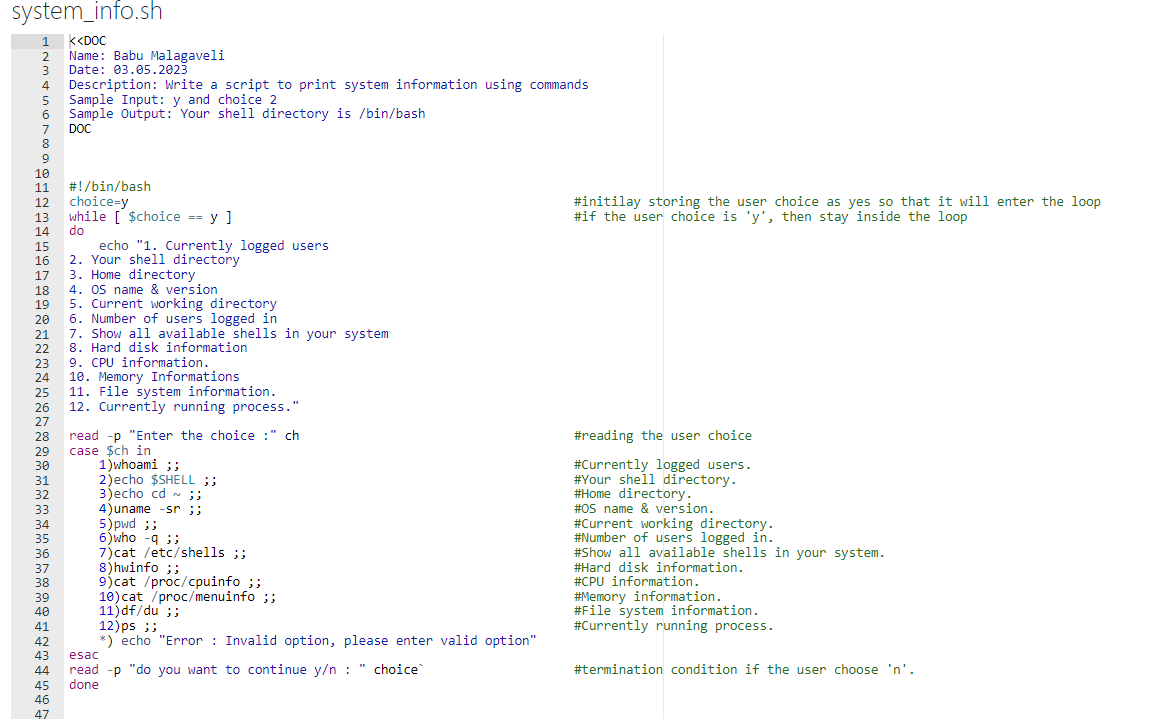 system_info.sh
1 <<DOC
2 Name: Babu Malagaveli
3 Date: 03.05.2023
4 Description: Write a script to print system information using commands
5 Sample Input: y and choice 2
6 Sample Output: Your shell directory is /bin/bash
7 DOC
8
9
10
11 #!/bin/bash
12 choice=y #initilay storing the user choice as yes so that it will enter the loop
13 while [ $choice == y ] #if the user choice is 'y', then stay inside the loop
14 do
15 echo "1. Currently logged users
16 2. Your shell directory
17 3. Home directory
18 4. OS name & version
19 5. Current working directory
20 6. Number of users logged in
21 7. Show all available shells in your system
22 8. Hard disk information
23 9. CPU information.
24 10. Memory Informations
25 11. File system information.
26 12. Currently running process."
27
28 read -p "Enter the choice :" ch #reading the user choice
29 case $ch in
30 1)whoami ;; #Currently logged users.
31 2)echo $SHELL ;; #Your shell directory.
32 3)echo cd ~ ;; #Home directory.
33 4)uname -sr ;; #OS name & version.
34 5)pwd ;; #Current working directory.
35 6)who -q ;; #Number of users logged in.
36 7)cat /etc/shells ;; #Show all available shells in your system.
37 8)hwinfo ;; #Hard disk information.
38 9)cat /proc/cpuinfo ;; #CPU information.
39 10)cat /proc/menuinfo ;; #Memory information.
40 11)df/du ;; #File system information.
41 12)ps ;; #Currently running process.
42 *) echo "Error : Invalid option, please enter valid option"
43 esac
44 read -p "do you want to continue y/n : " choice` #termination condition if the user choose 'n'.
45 done
46
47